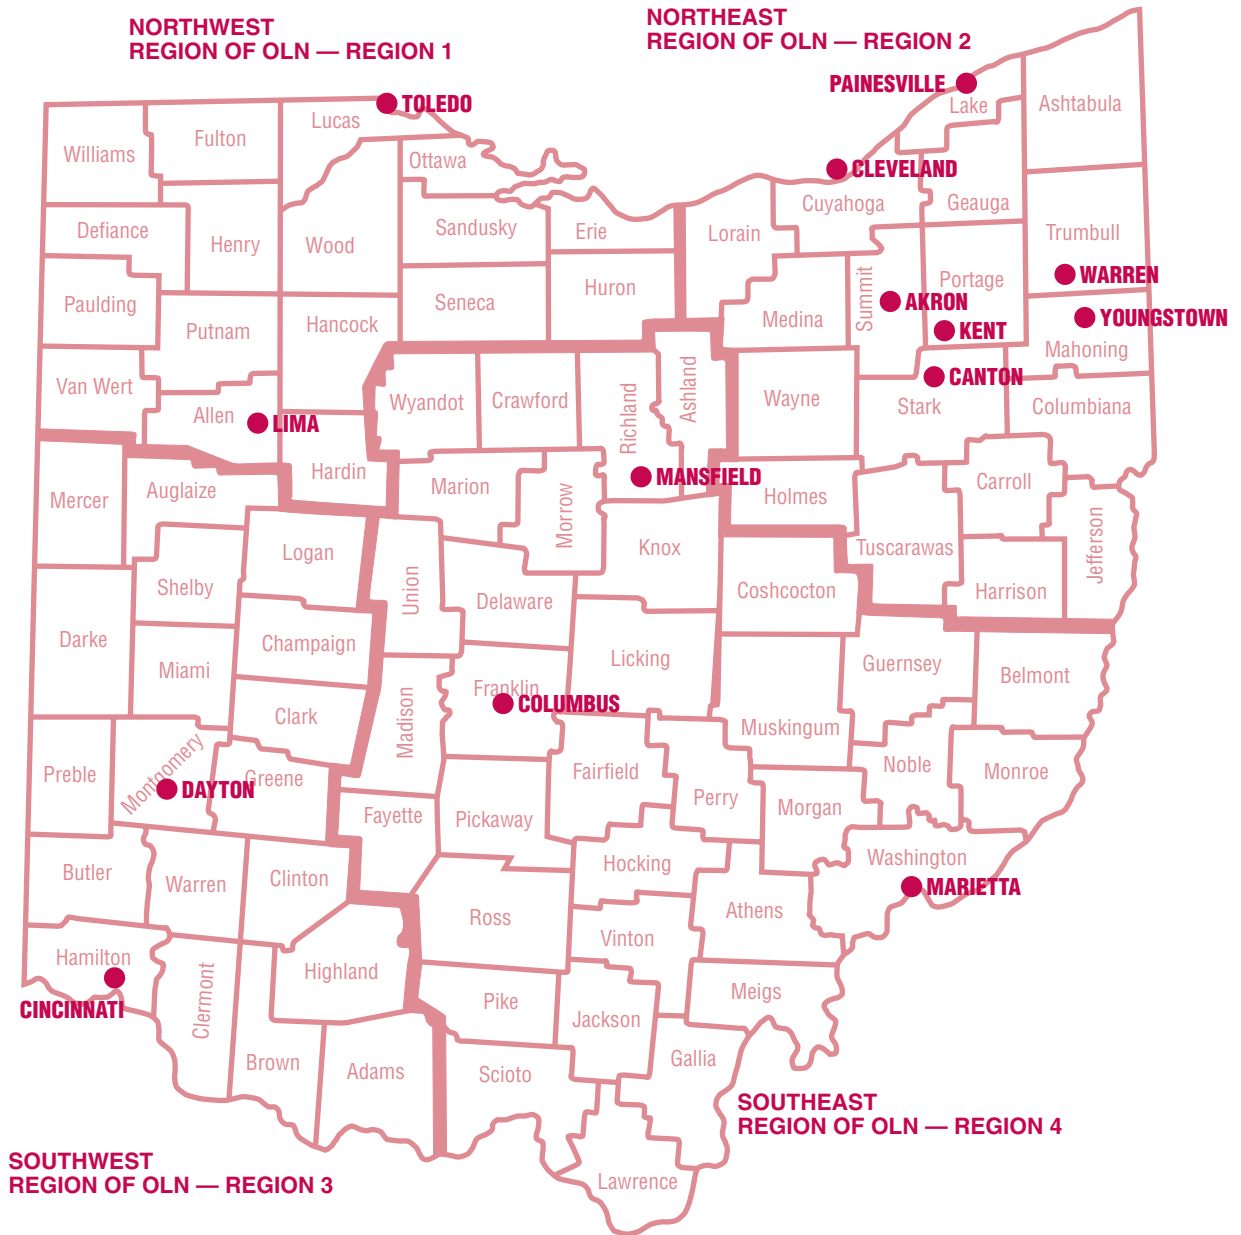 NORTHWEST
REGION OF OLN — REGION 1
NORTHEAST
REGION OF OLN — REGION 2
PAINESVILLE
TOLEDO
Lake
Ashtabula
Lucas
Fulton
Williams
Ottawa
CLEVELAND
Cuyahoga
Geauga
Defiance
Henry
Wood
Sandusky
Erie
Lorain
Trumbull
WARREN
Portage
Summit
AKRON
Huron
Seneca
Paulding
Putnam
Hancock
Medina
KENT
YOUNGSTOWN
Mahoning
Van Wert
Allen
LIMA
Wyandot
Crawford
Richland
Ashland
Wayne
CANTON
Stark
Columbiana
Hardin
MANSFIELD
Mercer
Auglaize
Marion
Morrow
Holmes
Carroll
Logan
Knox
Tuscarawas
Jefferson
Shelby
Union
Delaware
Coshcocton
Harrison
Darke
Champaign
Miami
Licking
Guernsey
Belmont
Franklin
COLUMBUS
Clark
Madison
Muskingum
Preble
Montgomery
DAYTON
Greene
Fairfield
Noble
Monroe
Perry
Morgan
Fayette
Pickaway
Butler
Warren
Clinton
Hocking
Washington
MARIETTA
Ross
Athens
Vinton
Hamilton
CINCINNATI
Clermont
Highland
Pike
Jackson
Meigs
Brown
Adams
Scioto
Gallia
SOUTHEAST
REGION OF OLN — REGION 4
SOUTHWEST
REGION OF OLN — REGION 3
Lawrence